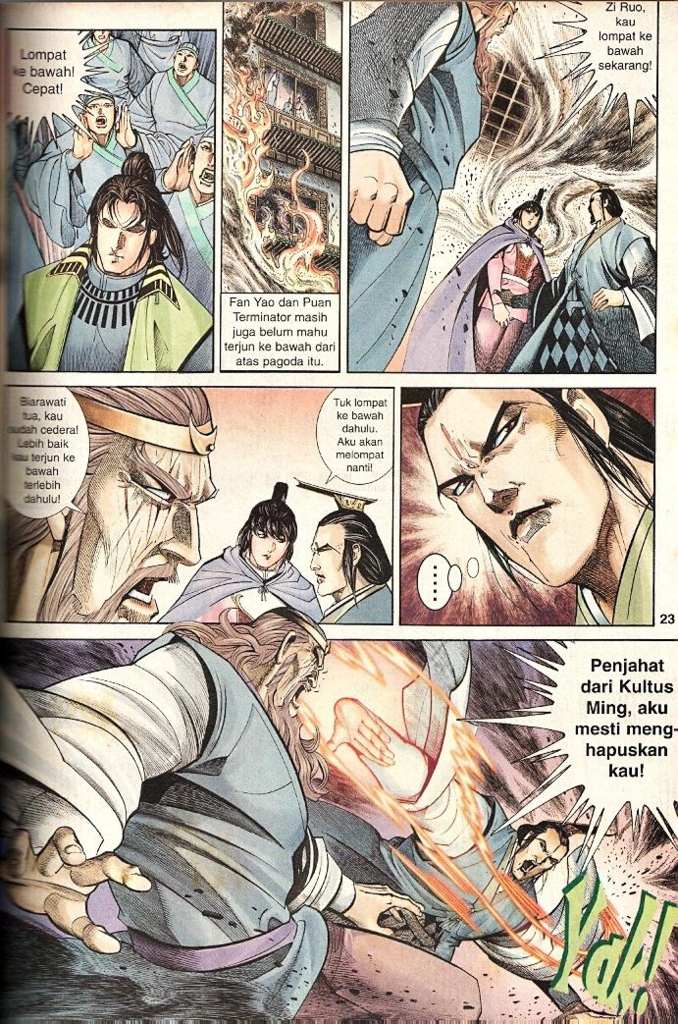 Lompat
ke bawah!
Cepat!
Fan Yao dan Puan
Terminator masih
juga belum mahu
terjun ke bawah dari
atas pagoda itu.
Zi Ruo,
kau
lompat ke
bawah
sekarang!
Biarawati
tua, kau
sudah cedera!
Lebih baik
kau terjun ke
bawah
terlebih
dahulu!
Tuk lompat
ke bawah
dahulu.
Aku akan
melompat
nanti!
23
Penjahat
dari Kultus
Ming, aku
mesti meng-
hapuskan
kau!
Yak!